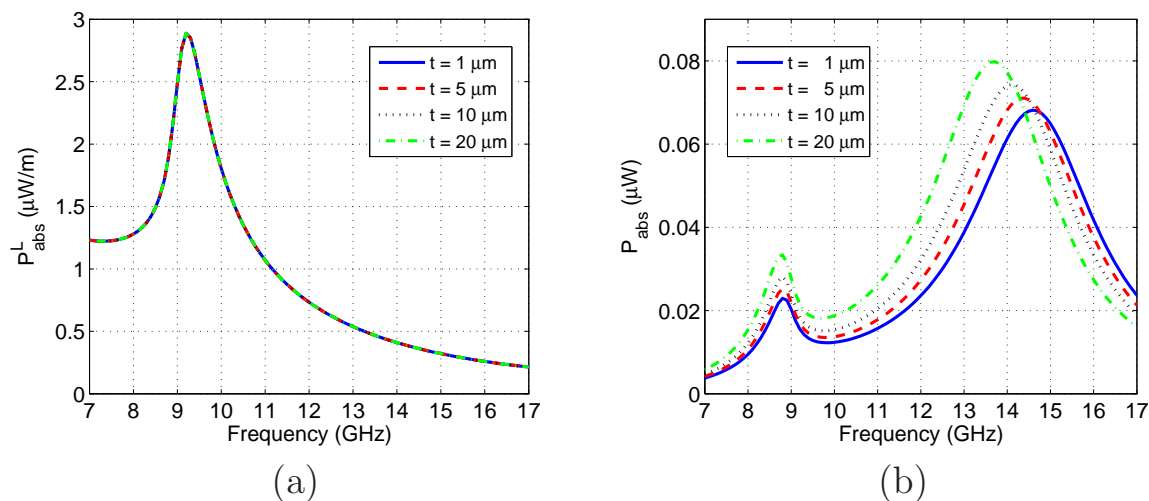 3
2.5
2
1.5
1
0.5
0
P^L_abs (μW/m)
t = 1 μm
t = 5 μm
t = 10 μm
t = 20 μm
7 8 9 10 11 12 13 14 15 16 17
Frequency (GHz)
(a)
0.08
0.06
0.04
0.02
0
P_abs (μW)
t = 1 μm
t = 5 μm
t = 10 μm
t = 20 μm
7 8 9 10 11 12 13 14 15 16 17
Frequency (GHz)
(b)